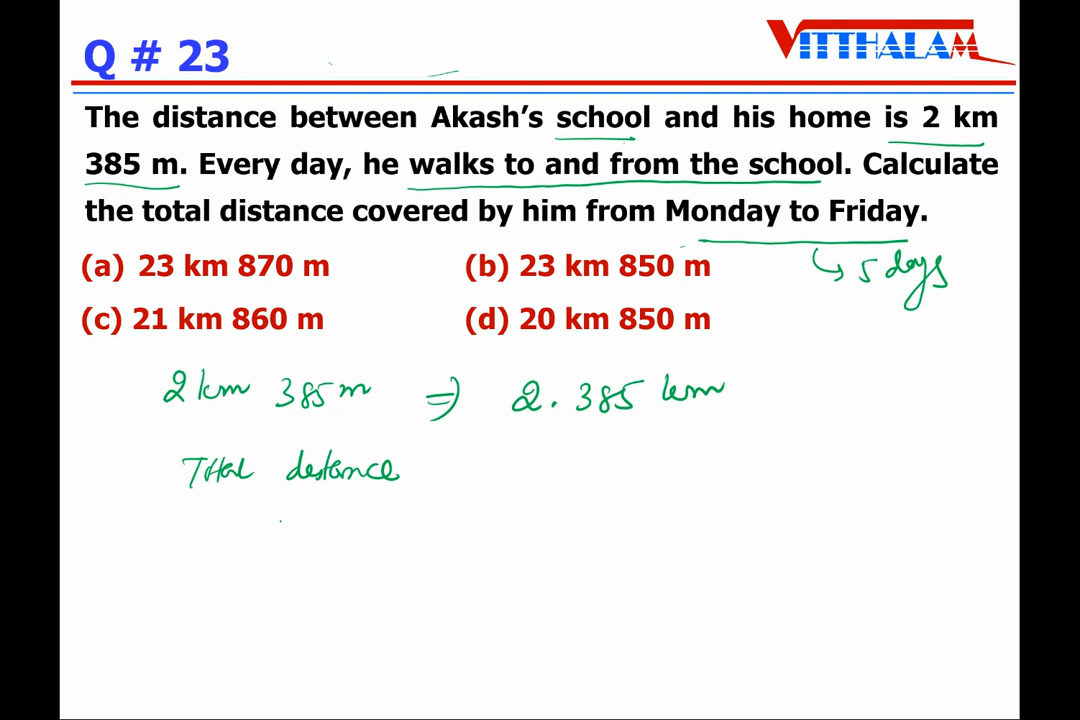 Q # 23
VITTHALAM
The distance between Akash's school and his home is 2 km
385 m. Every day, he walks to and from the school. Calculate
the total distance covered by him from Monday to Friday.
(a) 23 km 870 m (b) 23 km 850 m
↳ 5 days
(c) 21 km 860 m (d) 20 km 850 m
2 km 385 m ⇒ 2.385 km
Total distance